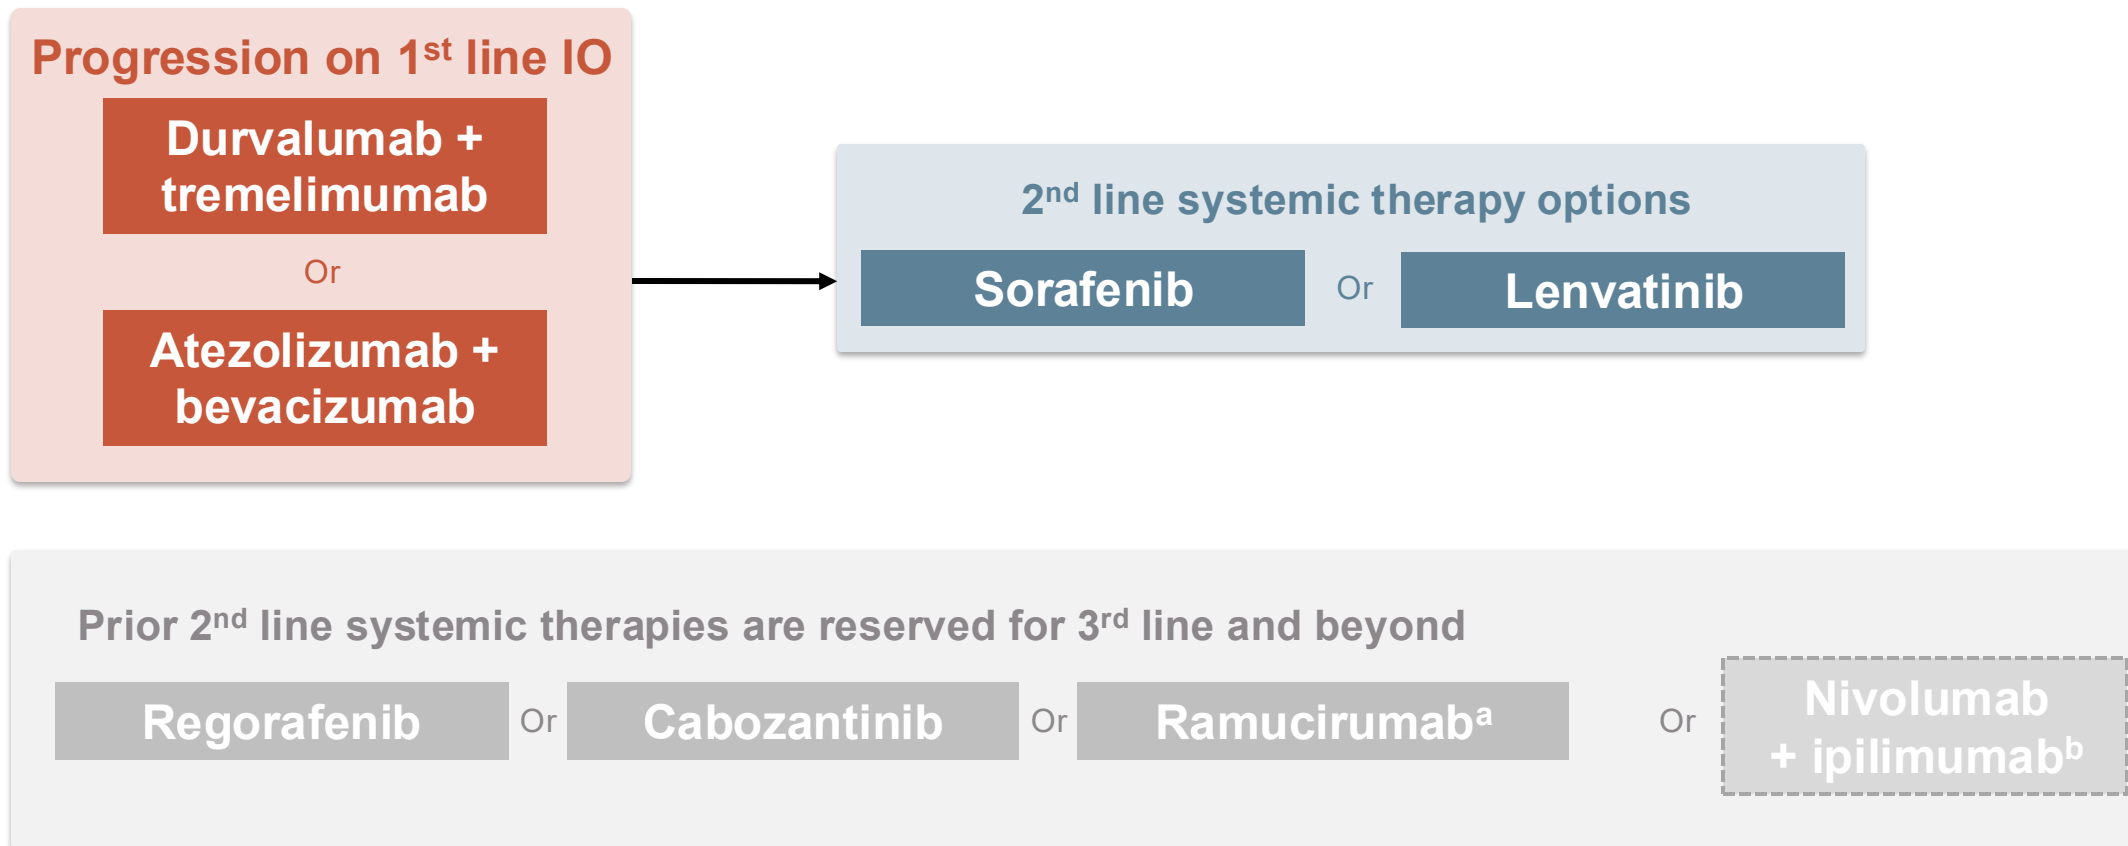 Progression on 1st line IO
Durvalumab +
tremelimumab
Or
Atezolizumab +
bevacizumab
2nd line systemic therapy options
Sorafenib
Or
Lenvatinib
Prior 2nd line systemic therapies are reserved for 3rd line and beyond
Regorafenib
Or
Cabozantinib
Or
Ramucirumabª
Or
Nivolumab
+ ipilimumabᵇ